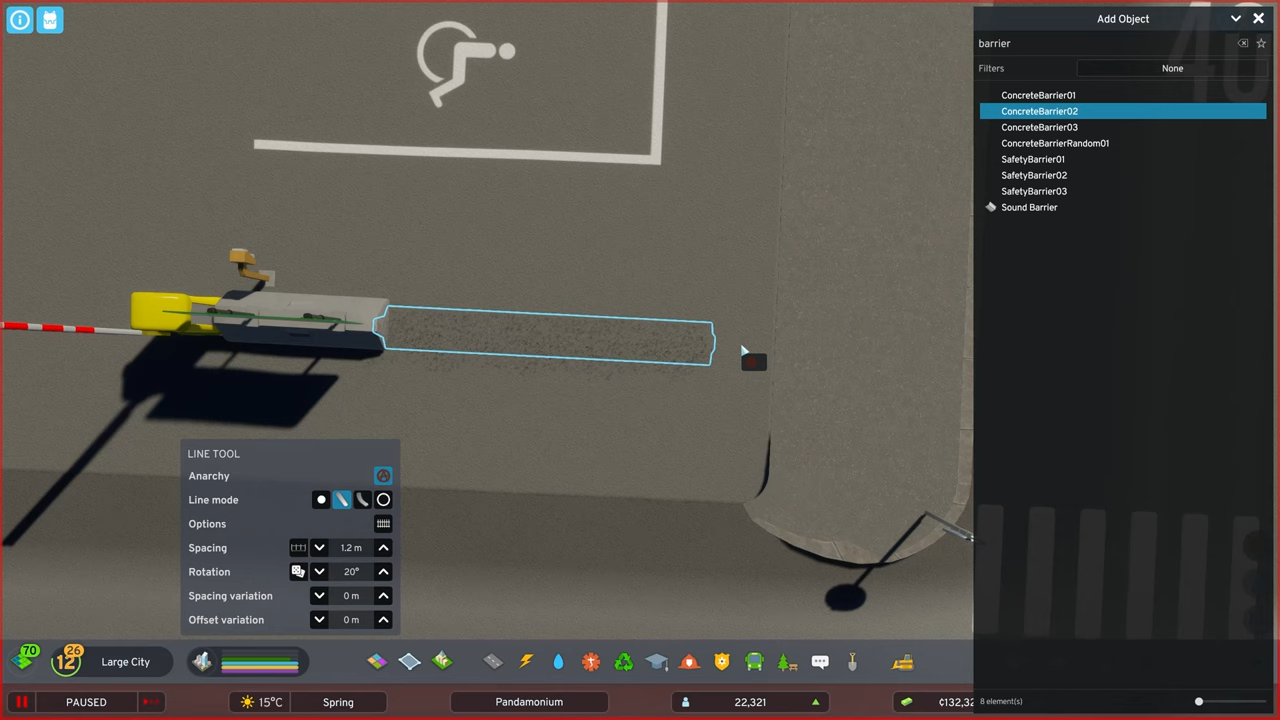 Add Object
barrier
Filters
None
ConcreteBarrier01
ConcreteBarrier02
ConcreteBarrier03
ConcreteBarrierRandom01
SafetyBarrier01
SafetyBarrier02
SafetyBarrier03
Sound Barrier
8 element(s)
40
LINE TOOL
Anarchy
Line mode
Options
Spacing
1.2 m
Rotation
20°
Spacing variation
0 m
Offset variation
0 m
70
26
12
Large City
PAUSED
15°C
Spring
Pandamonium
22,321